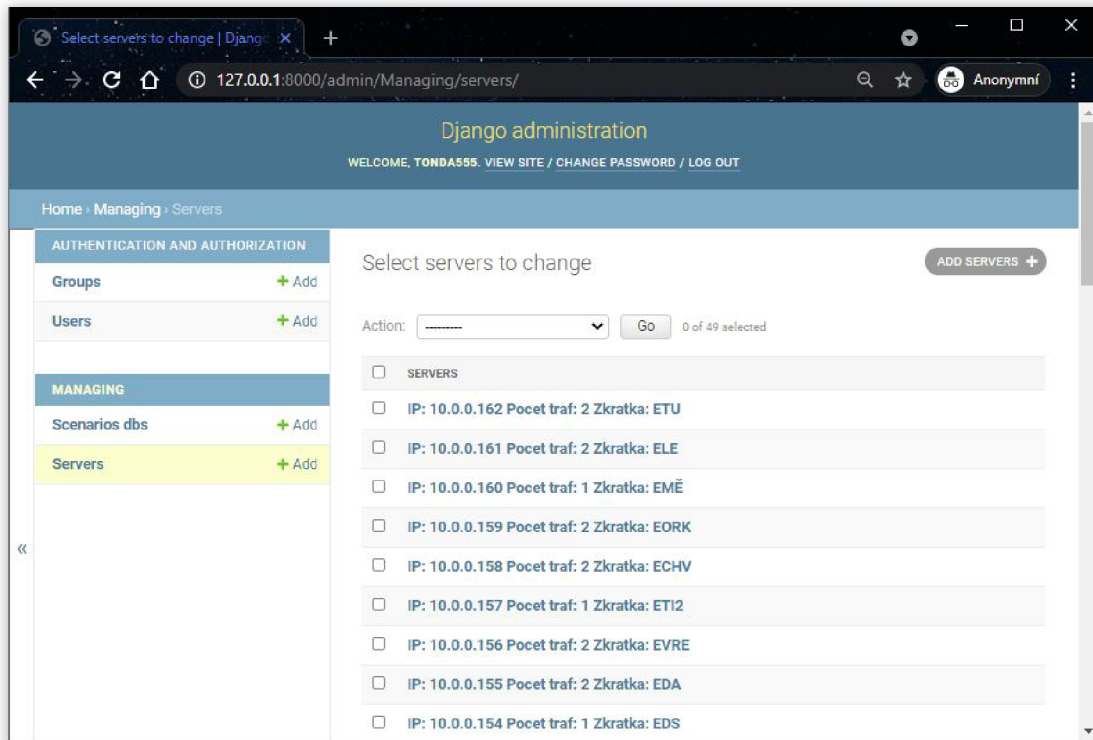 Select servers to change | Djang
127.0.0.1:8000/admin/Managing/servers/
Anonymní
Django administration
WELCOME, TONDA555. VIEW SITE / CHANGE PASSWORD / LOG OUT
Home › Managing › Servers
AUTHENTICATION AND AUTHORIZATION
Groups + Add
Users + Add
MANAGING
Scenarios dbs + Add
Servers + Add
«
Select servers to change
ADD SERVERS +
Action: --------- Go 0 of 49 selected
SERVERS
IP: 10.0.0.162 Pocet traf: 2 Zkratka: ETU
IP: 10.0.0.161 Pocet traf: 2 Zkratka: ELE
IP: 10.0.0.160 Pocet traf: 1 Zkratka: EMĚ
IP: 10.0.0.159 Pocet traf: 2 Zkratka: EORK
IP: 10.0.0.158 Pocet traf: 2 Zkratka: ECHV
IP: 10.0.0.157 Pocet traf: 1 Zkratka: ETI2
IP: 10.0.0.156 Pocet traf: 2 Zkratka: EVRE
IP: 10.0.0.155 Pocet traf: 2 Zkratka: EDA
IP: 10.0.0.154 Pocet traf: 1 Zkratka: EDS